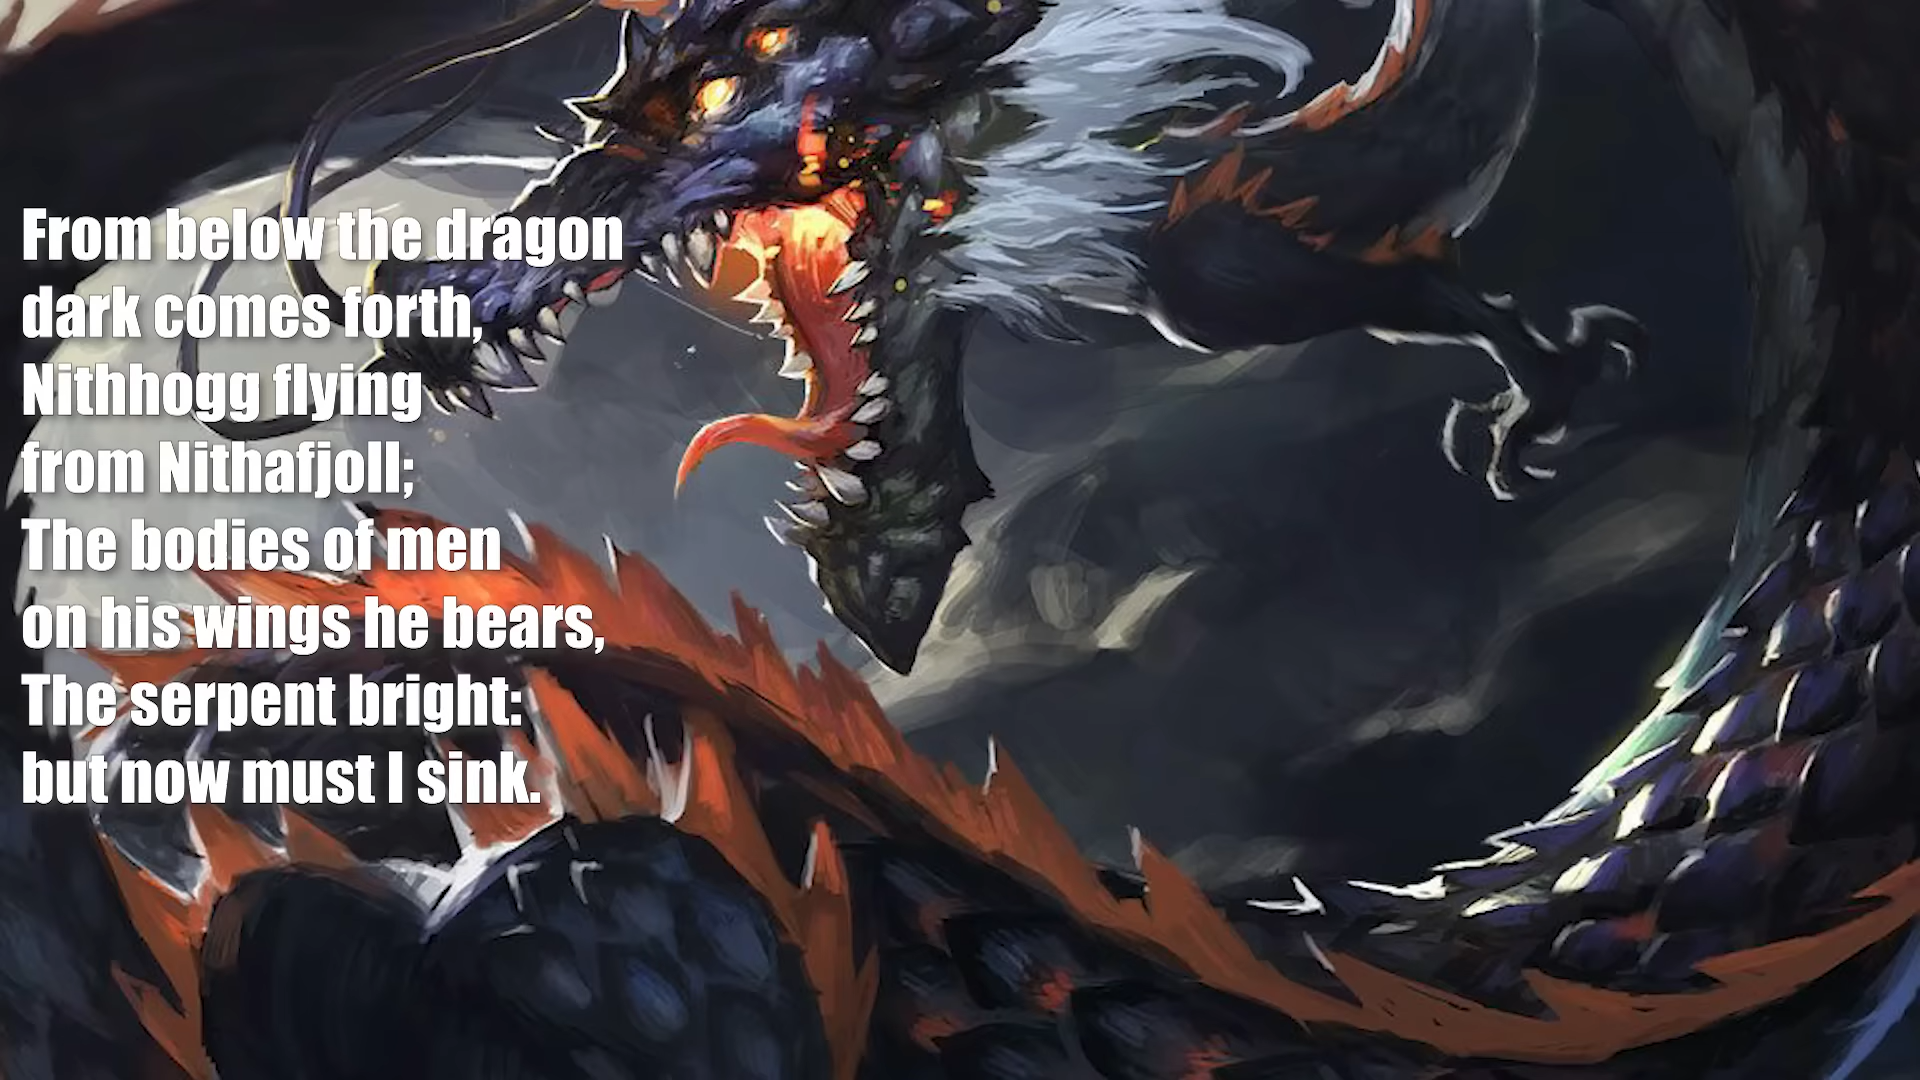 From below the dragon
dark comes forth,
Nithhogg flying
from Nithafjoll;
The bodies of men
on his wings he bears,
The serpent bright:
but now must I sink.